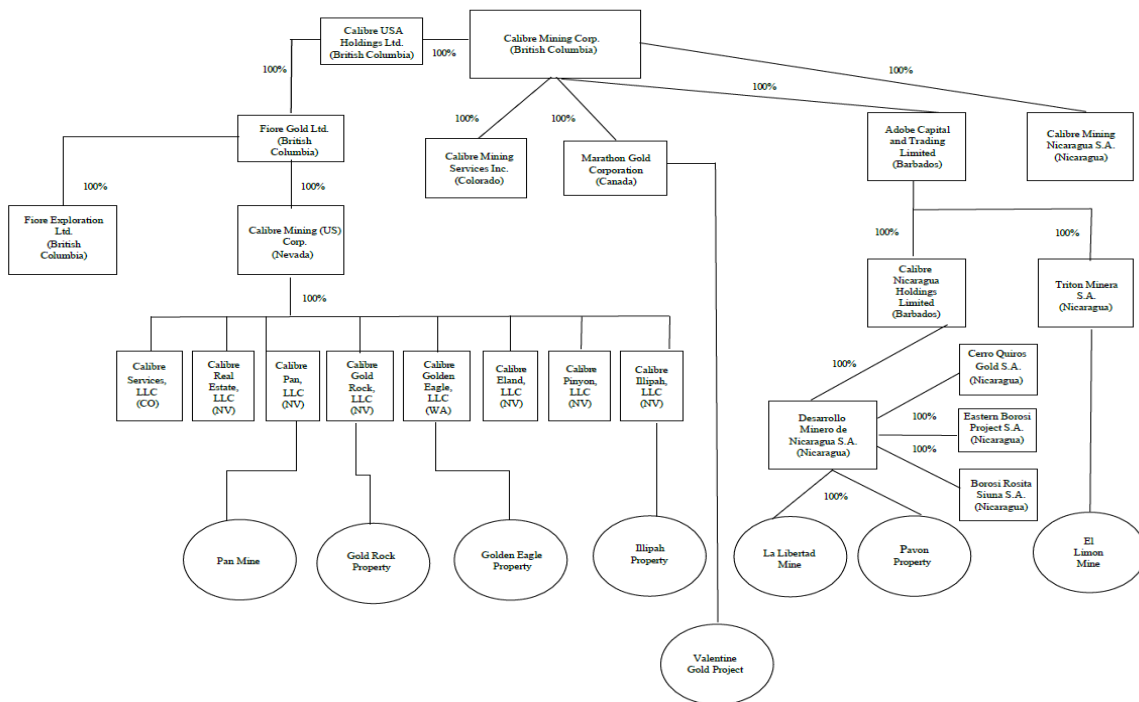 Calibre USA
Holdings Ltd.
(British Columbia)
100%
Calibre Mining Corp.
(British Columbia)
100%
100%
100%
100%
100%
Fiore Gold Ltd.
(British
Columbia)
Calibre Mining
Services Inc.
(Colorado)
Marathon Gold
Corporation
(Canada)
Adobe Capital
and Trading
Limited
(Barbados)
Calibre Mining
Nicaragua S.A.
(Nicaragua)
100%
100%
Fiore Exploration
Ltd.
(British
Columbia)
Calibre Mining (US)
Corp.
(Nevada)
100%
100%
Calibre
Nicaragua
Holdings
Limited
(Barbados)
Triton Minera
S.A.
(Nicaragua)
100%
Calibre
Services,
LLC
(CO)
Calibre
Real
Estate,
LLC
(NV)
Calibre
Pan,
LLC
(NV)
Calibre
Gold
Rock,
LLC
(NV)
Calibre
Golden
Eagle,
LLC
(WA)
Calibre
Eland,
LLC
(NV)
Calibre
Pinyon,
LLC
(NV)
Calibre
Illipah,
LLC
(NV)
100%
Cerro Quiros
Gold S.A.
(Nicaragua)
100%
Desarrollo
Minero de
Nicaragua S.A.
(Nicaragua)
Eastern Borosi
Project S.A.
(Nicaragua)
100%
Borosi Rosita
Siuna S.A.
(Nicaragua)
100%
Pan Mine
Gold Rock
Property
Golden Eagle
Property
Illipah
Property
La Libertad
Mine
Pavon
Property
El
Limon
Mine
Valentine
Gold Project